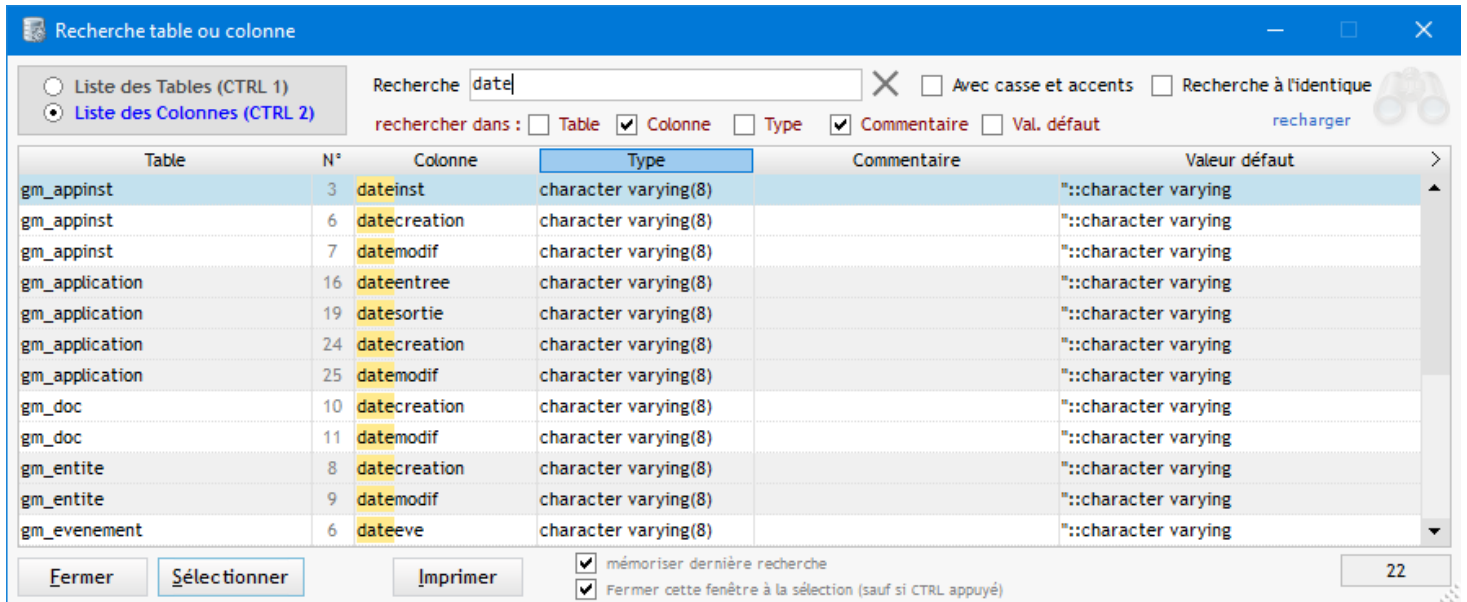 Recherche table ou colonne
Liste des Tables (CTRL 1)
Liste des Colonnes (CTRL 2)
Recherche date
Avec casse et accents Recherche à l'identique
rechercher dans : Table Colonne Type Commentaire Val. défaut
recharger
Table N° Colonne Type Commentaire Valeur défaut >
gm_appinst 3 dateinst character varying(8) ''::character varying
gm_appinst 6 datecreation character varying(8) ''::character varying
gm_appinst 7 datemodif character varying(8) ''::character varying
gm_application 16 dateentree character varying(8) ''::character varying
gm_application 19 datesortie character varying(8) ''::character varying
gm_application 24 datecreation character varying(8) ''::character varying
gm_application 25 datemodif character varying(8) ''::character varying
gm_doc 10 datecreation character varying(8) ''::character varying
gm_doc 11 datemodif character varying(8) ''::character varying
gm_entite 8 datecreation character varying(8) ''::character varying
gm_entite 9 datemodif character varying(8) ''::character varying
gm_evenement 6 dateeve character varying(8) ''::character varying
Fermer Sélectionner Imprimer
mémoriser dernière recherche
Fermer cette fenêtre à la sélection (sauf si CTRL appuyé)
22